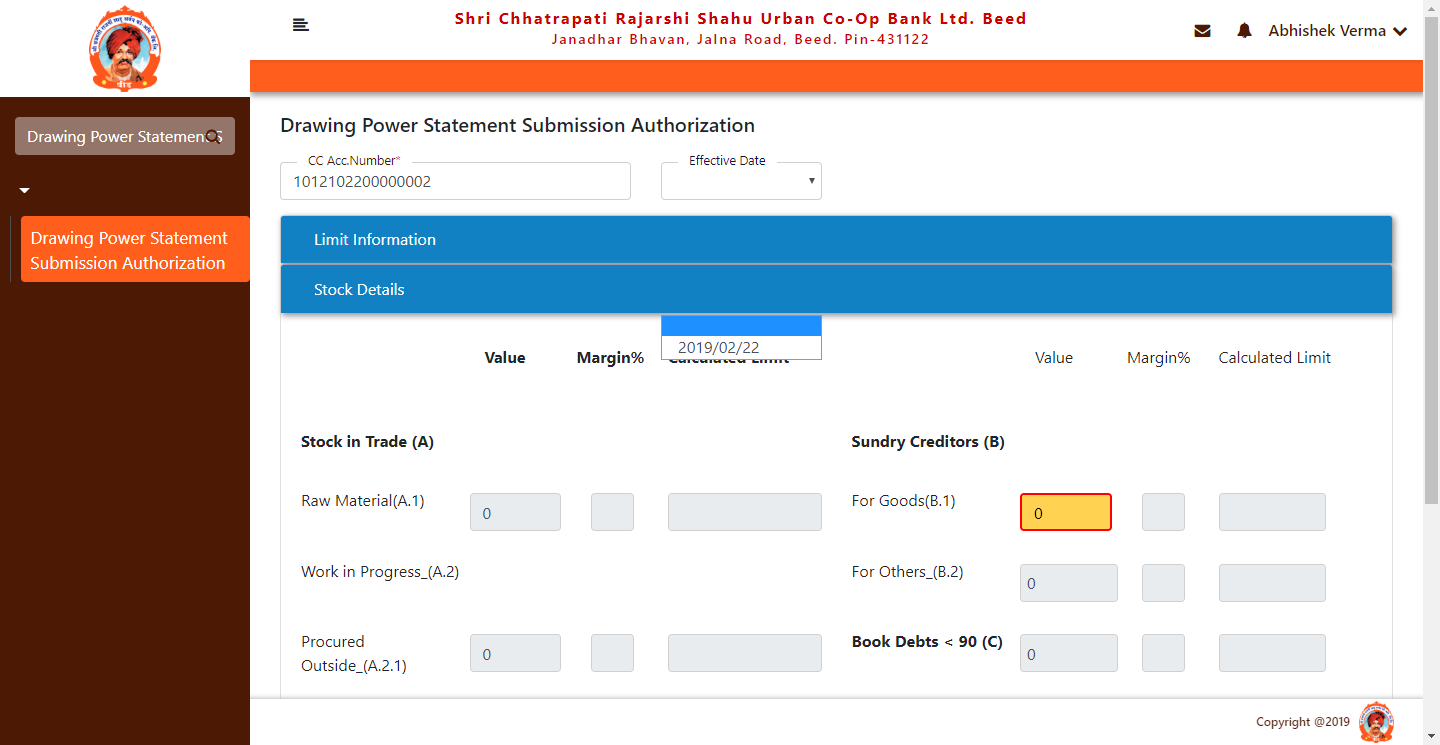 Shri Chhatrapati Rajarshi Shahu Urban Co-Op Bank Ltd. Beed
Janadhar Bhavan, Jalna Road, Beed. Pin-431122
Abhishek Verma
Drawing Power Statement S
Drawing Power Statement
Submission Authorization
Drawing Power Statement Submission Authorization
CC Acc.Number*
1012102200000002
Effective Date
Limit Information
Stock Details
2019/02/22
Value Margin% Calculated Limit Value Margin% Calculated Limit
Stock in Trade (A) Sundry Creditors (B)
Raw Material(A.1) 0 For Goods(B.1) 0
Work in Progress_(A.2) For Others_(B.2) 0
Procured
Outside_(A.2.1) 0 Book Debts < 90 (C) 0
Copyright @2019